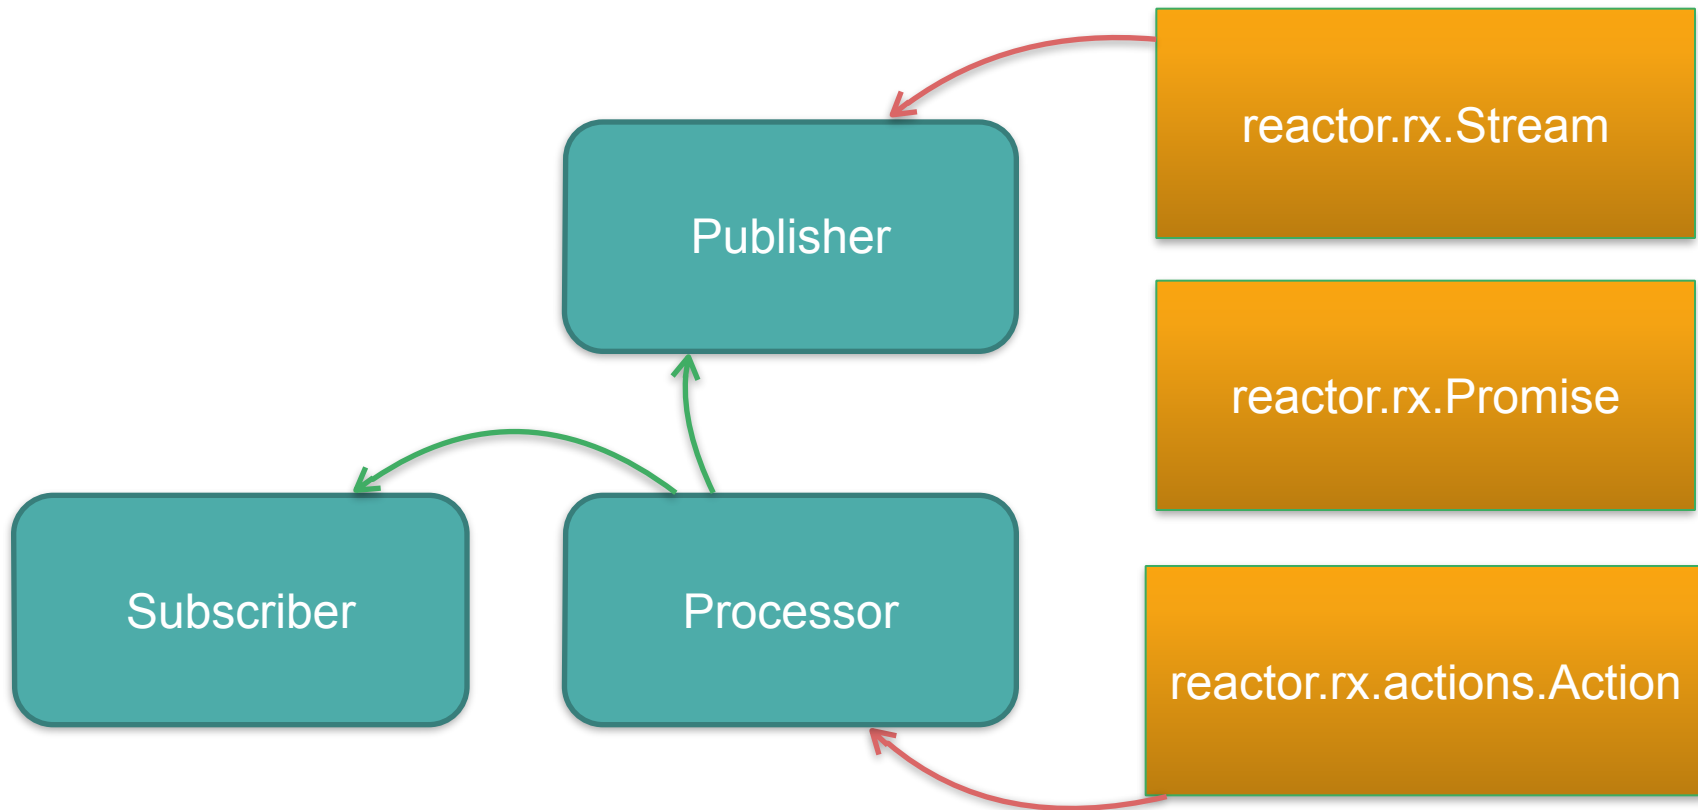 reactor.rx.Stream
Publisher
reactor.rx.Promise
Subscriber
Processor
reactor.rx.actions.Action